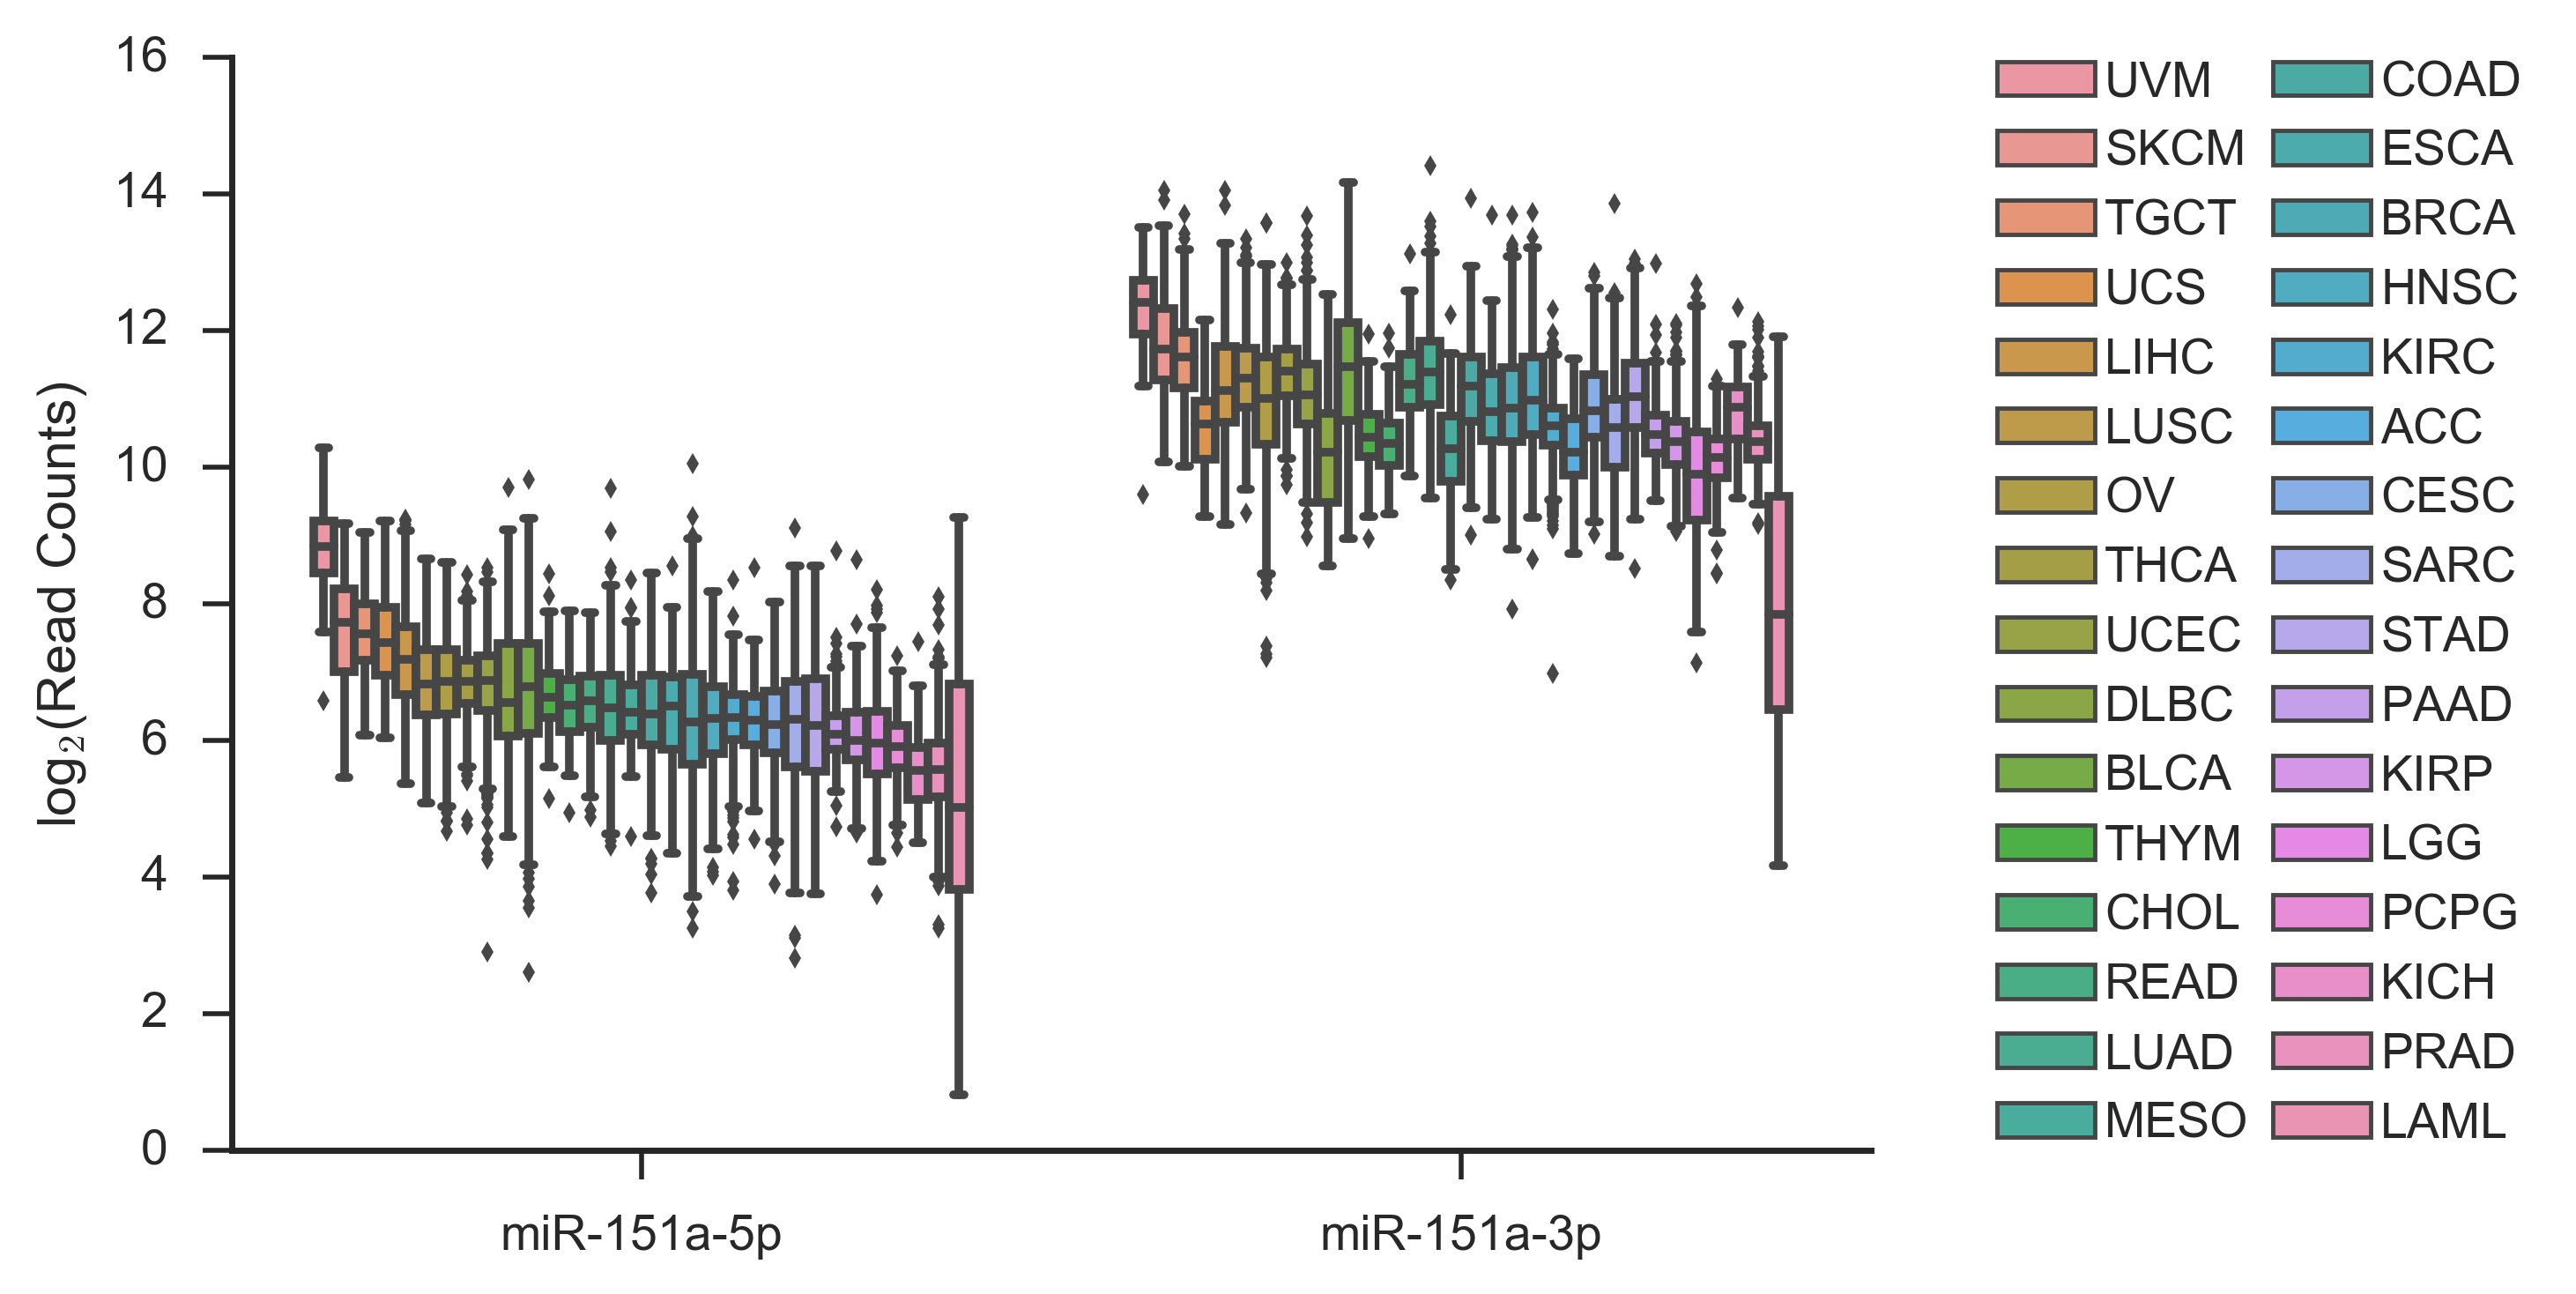 16
14
12
10
8
6
4
2
0
log2(Read Counts)
miR-151a-5p
miR-151a-3p
UVM
SKCM
TGCT
UCS
LIHC
LUSC
OV
THCA
UCEC
DLBC
BLCA
THYM
CHOL
READ
LUAD
MESO
COAD
ESCA
BRCA
HNSC
KIRC
ACC
CESC
SARC
STAD
PAAD
KIRP
LGG
PCPG
KICH
PRAD
LAML